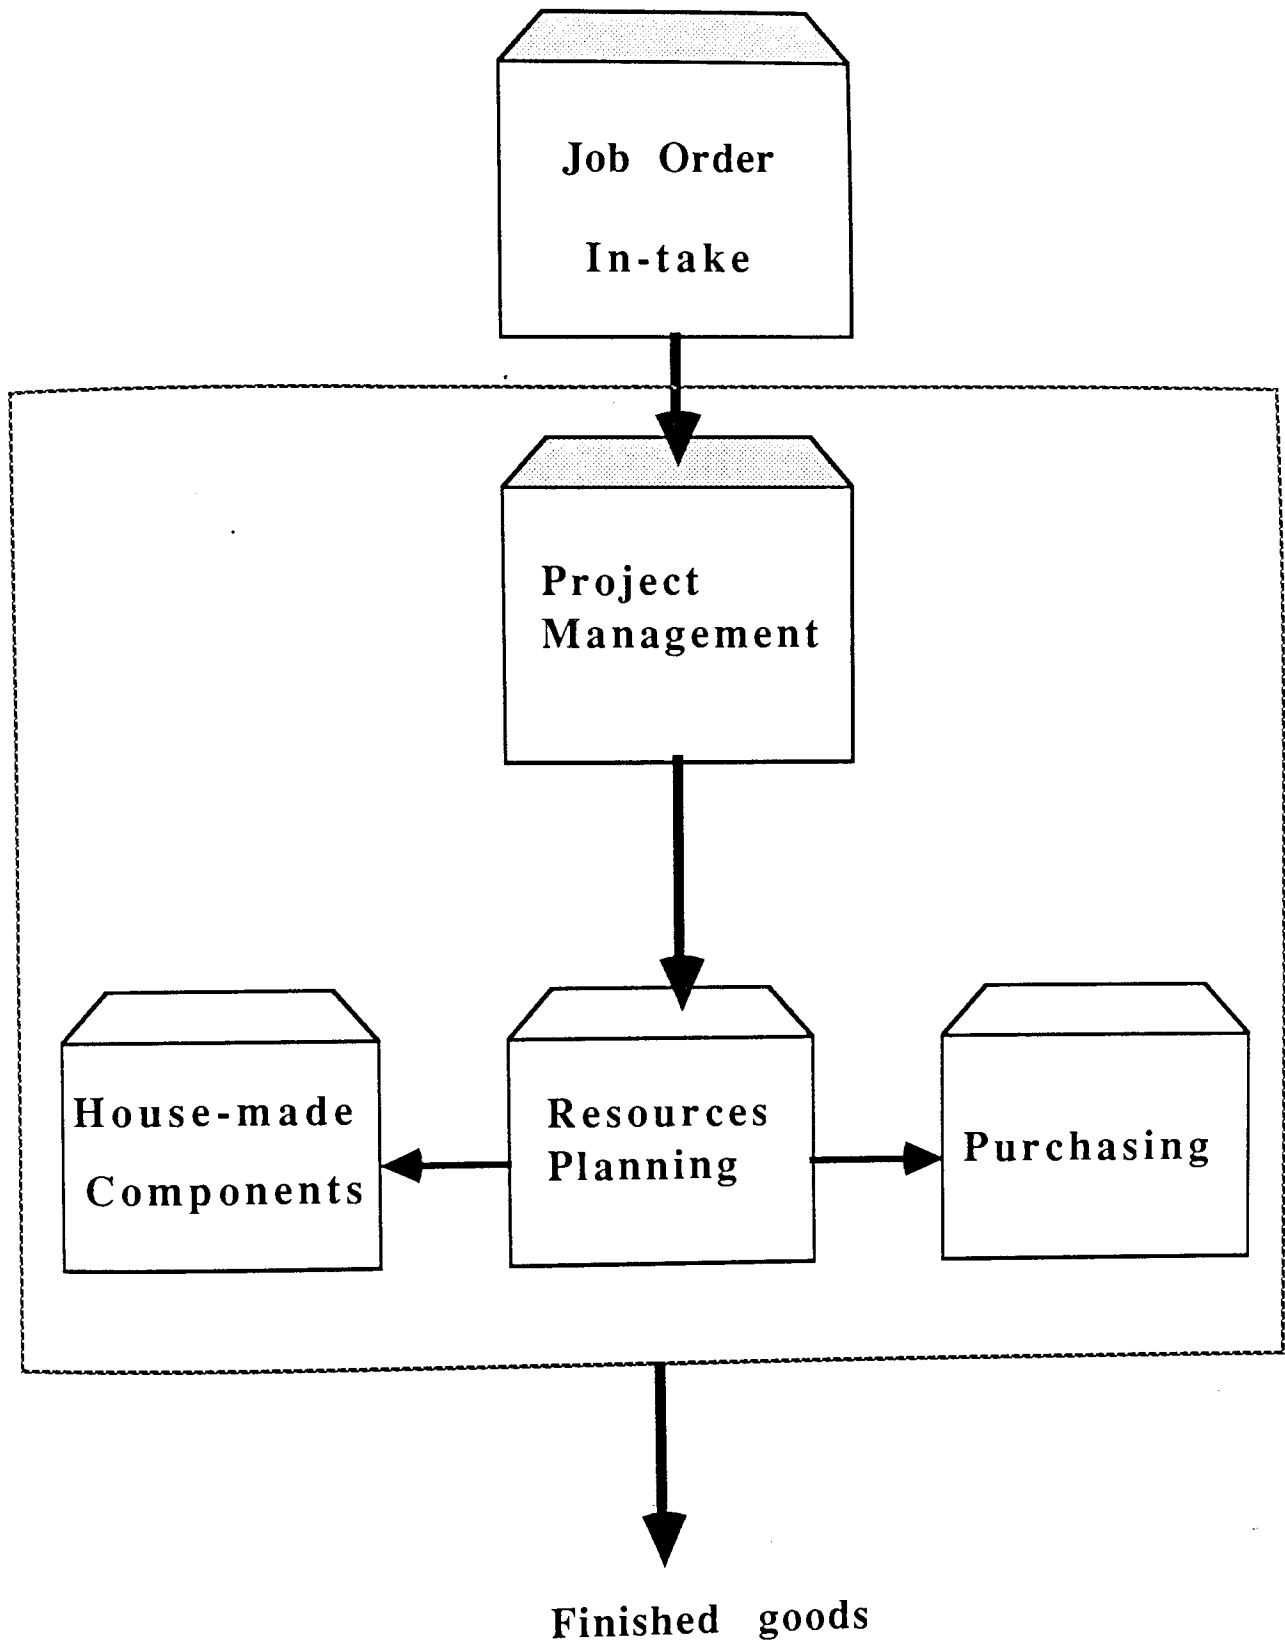 Job Order
In-take
Project
Management
House-made
Components
Resources
Planning
Purchasing
Finished goods